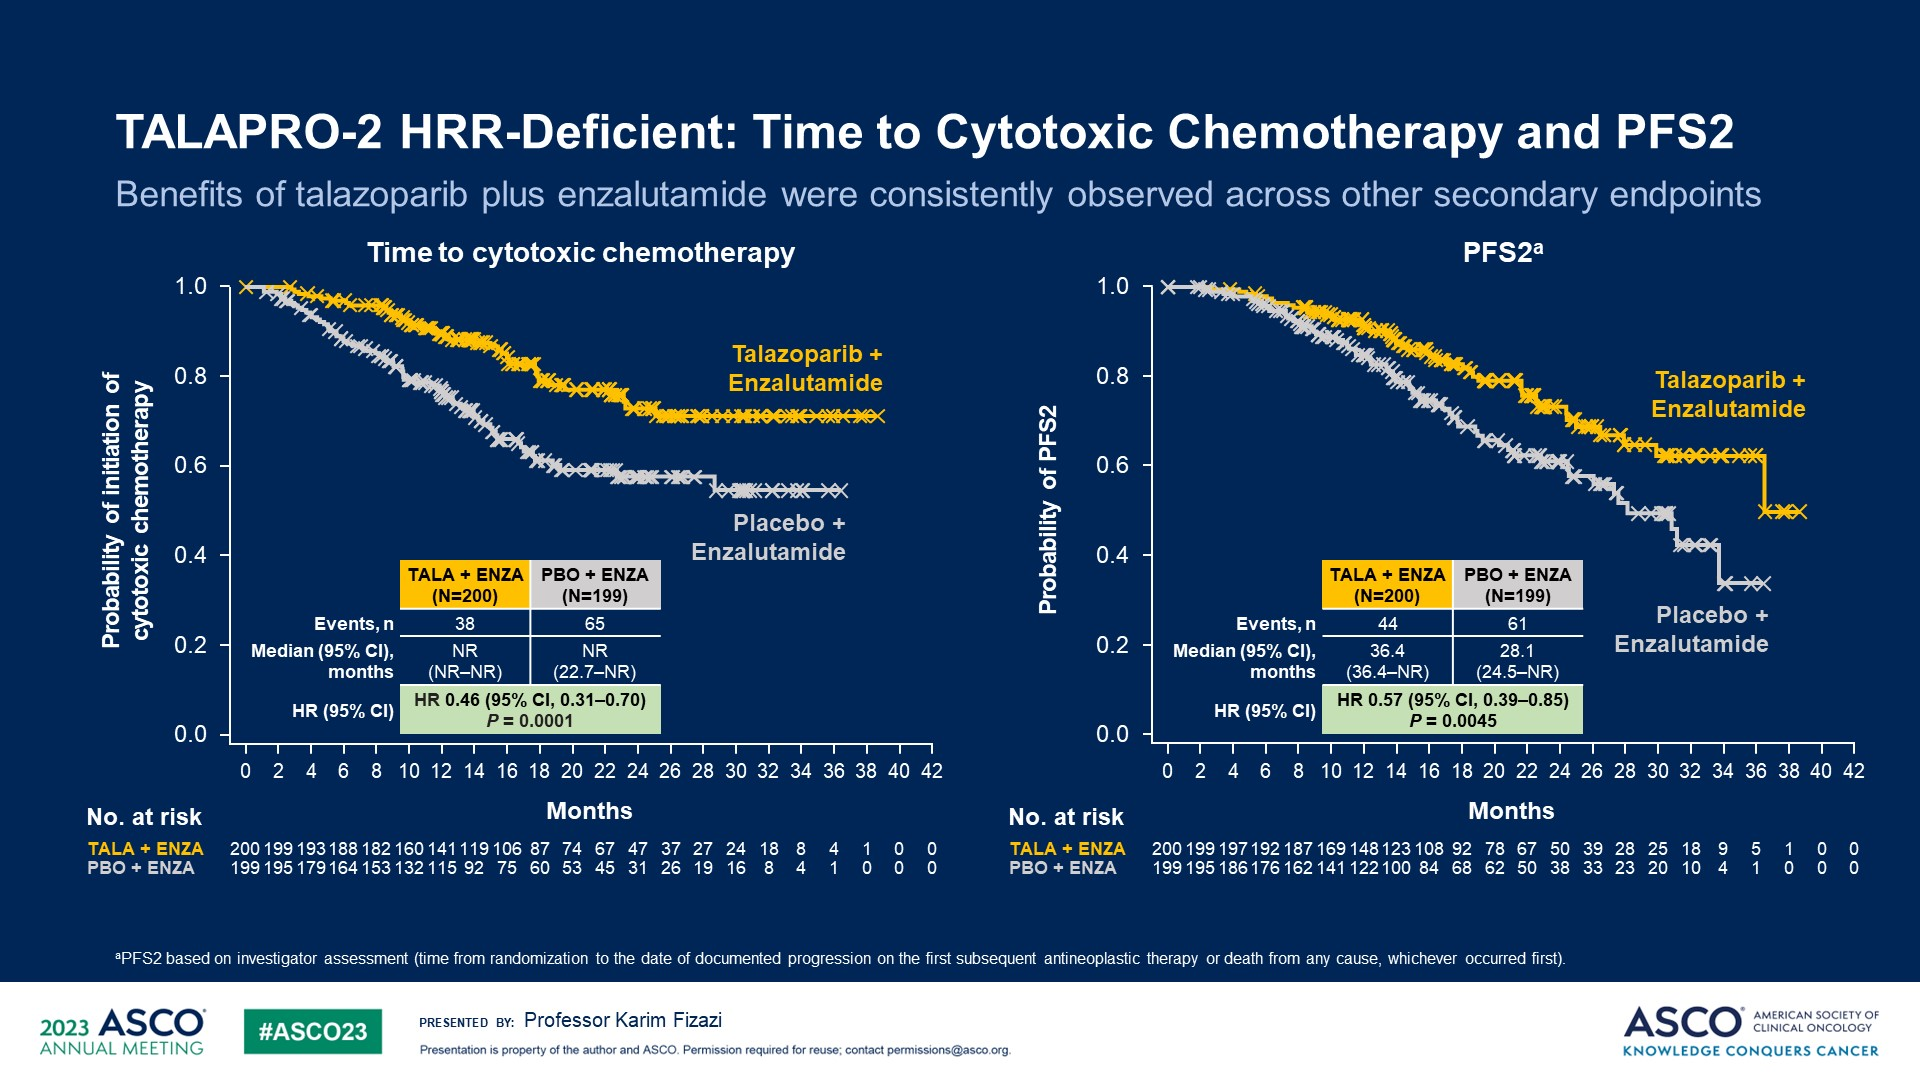 TALAPRO-2 HRR-Deficient: Time to Cytotoxic Chemotherapy and PFS2
Benefits of talazoparib plus enzalutamide were consistently observed across other secondary endpoints
Time to cytotoxic chemotherapy
Probability of initiation of
cytotoxic chemotherapy
1.0
0.8
0.6
0.4
0.2
0.0
Talazoparib +
Enzalutamide
Placebo +
Enzalutamide
TALA + ENZA PBO + ENZA
(N=200) (N=199)
Events, n 38 65
Median (95% CI), NR NR
months (NR–NR) (22.7–NR)
HR (95% CI) HR 0.46 (95% CI, 0.31–0.70)
P = 0.0001
0 2 4 6 8 10 12 14 16 18 20 22 24 26 28 30 32 34 36 38 40 42
Months
No. at risk
TALA + ENZA 200 199 193 188 182 160 141 119 106 87 74 67 47 37 27 24 18 8 4 1 0 0
PBO + ENZA 199 195 179 164 153 132 115 92 75 60 53 45 31 26 19 16 8 4 1 0 0 0
PFS2a
Probability of PFS2
1.0
0.8
0.6
0.4
0.2
0.0
Talazoparib +
Enzalutamide
Placebo +
Enzalutamide
TALA + ENZA PBO + ENZA
(N=200) (N=199)
Events, n 44 61
Median (95% CI), 36.4 28.1
months (36.4–NR) (24.5–NR)
HR (95% CI) HR 0.57 (95% CI, 0.39–0.85)
P = 0.0045
0 2 4 6 8 10 12 14 16 18 20 22 24 26 28 30 32 34 36 38 40 42
Months
No. at risk
TALA + ENZA 200 199 197 192 187 169 148 123 108 92 78 67 50 39 28 25 18 9 5 1 0 0
PBO + ENZA 199 195 186 176 162 141 122 100 84 68 62 50 38 33 23 20 10 4 1 0 0 0
aPFS2 based on investigator assessment (time from randomization to the date of documented progression on the first subsequent antineoplastic therapy or death from any cause, whichever occurred first).
2023 ASCO®
ANNUAL MEETING
#ASCO23
PRESENTED BY: Professor Karim Fizazi
Presentation is property of the author and ASCO. Permission required for reuse; contact permissions@asco.org.
ASCO® AMERICAN SOCIETY OF
CLINICAL ONCOLOGY
KNOWLEDGE CONQUERS CANCER